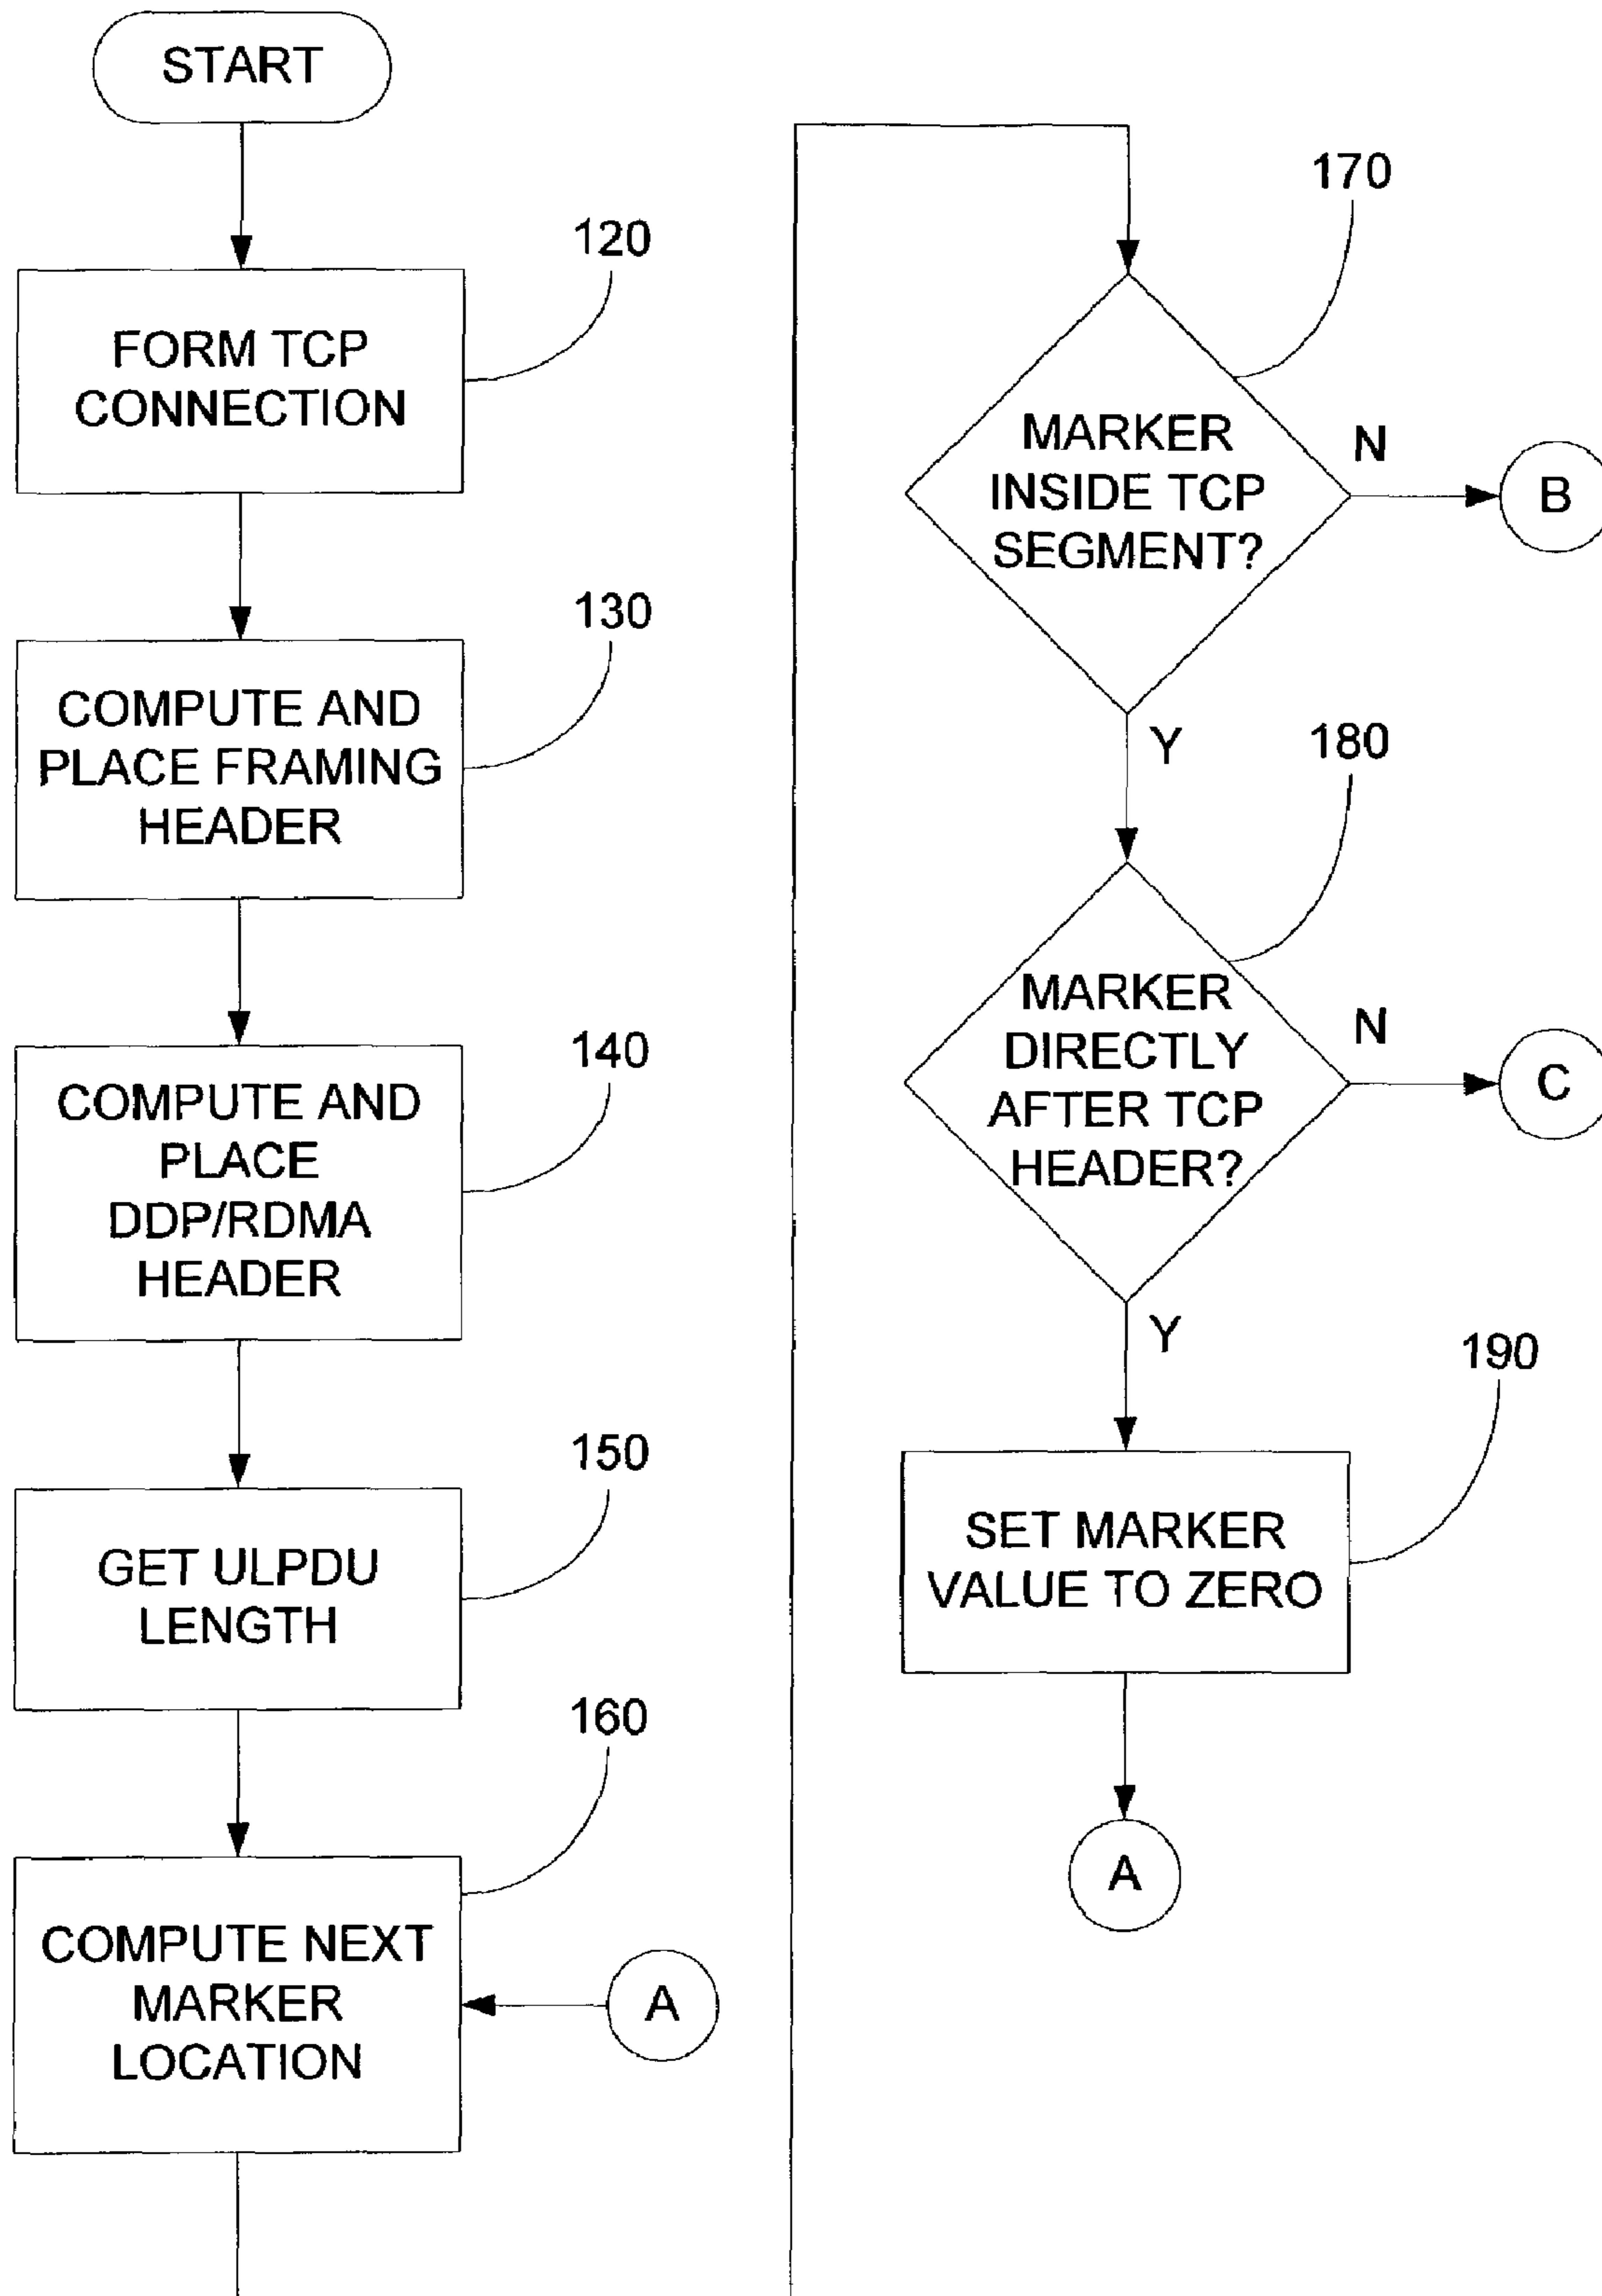 START
120
FORM TCP
CONNECTION
130
COMPUTE AND
PLACE FRAMING
HEADER
140
COMPUTE AND
PLACE
DDP/RDMA
HEADER
150
GET ULPDU
LENGTH
160
COMPUTE NEXT
MARKER
LOCATION
A
170
MARKER
INSIDE TCP
SEGMENT?
N
B
Y
180
MARKER
DIRECTLY
AFTER TCP
HEADER?
N
C
Y
190
SET MARKER
VALUE TO ZERO
A